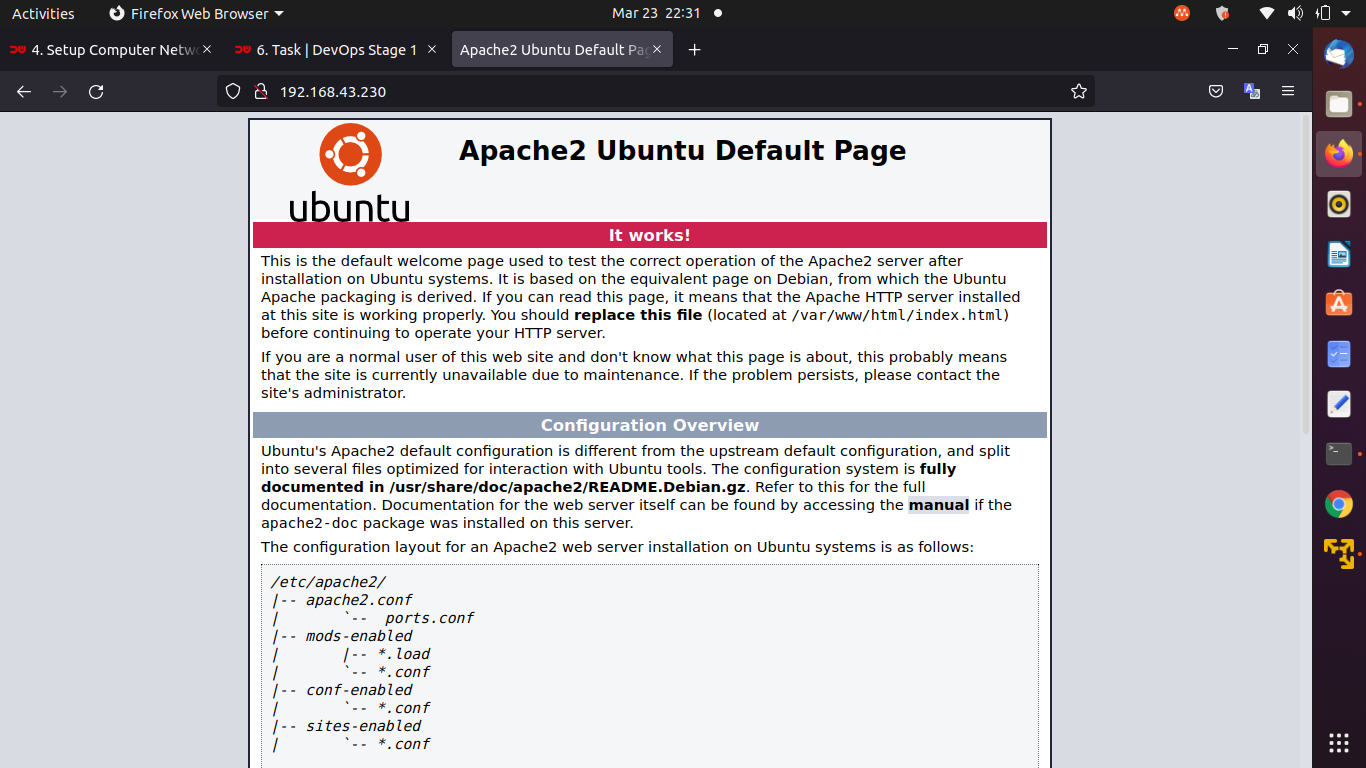 Activities Firefox Web Browser Mar 23 22:31
4. Setup Computer Netw 6. Task | DevOps Stage 1 Apache2 Ubuntu Default Pag
192.168.43.230
Apache2 Ubuntu Default Page
ubuntu
It works!
This is the default welcome page used to test the correct operation of the Apache2 server after
installation on Ubuntu systems. It is based on the equivalent page on Debian, from which the Ubuntu
Apache packaging is derived. If you can read this page, it means that the Apache HTTP server installed
at this site is working properly. You should replace this file (located at /var/www/html/index.html)
before continuing to operate your HTTP server.
If you are a normal user of this web site and don't know what this page is about, this probably means
that the site is currently unavailable due to maintenance. If the problem persists, please contact the
site's administrator.
Configuration Overview
Ubuntu's Apache2 default configuration is different from the upstream default configuration, and split
into several files optimized for interaction with Ubuntu tools. The configuration system is fully
documented in /usr/share/doc/apache2/README.Debian.gz. Refer to this for the full
documentation. Documentation for the web server itself can be found by accessing the manual if the
apache2-doc package was installed on this server.
The configuration layout for an Apache2 web server installation on Ubuntu systems is as follows:
/etc/apache2/
|-- apache2.conf
|       `--  ports.conf
|-- mods-enabled
|       |-- *.load
|       `-- *.conf
|-- conf-enabled
|       `-- *.conf
|-- sites-enabled
|       `-- *.conf